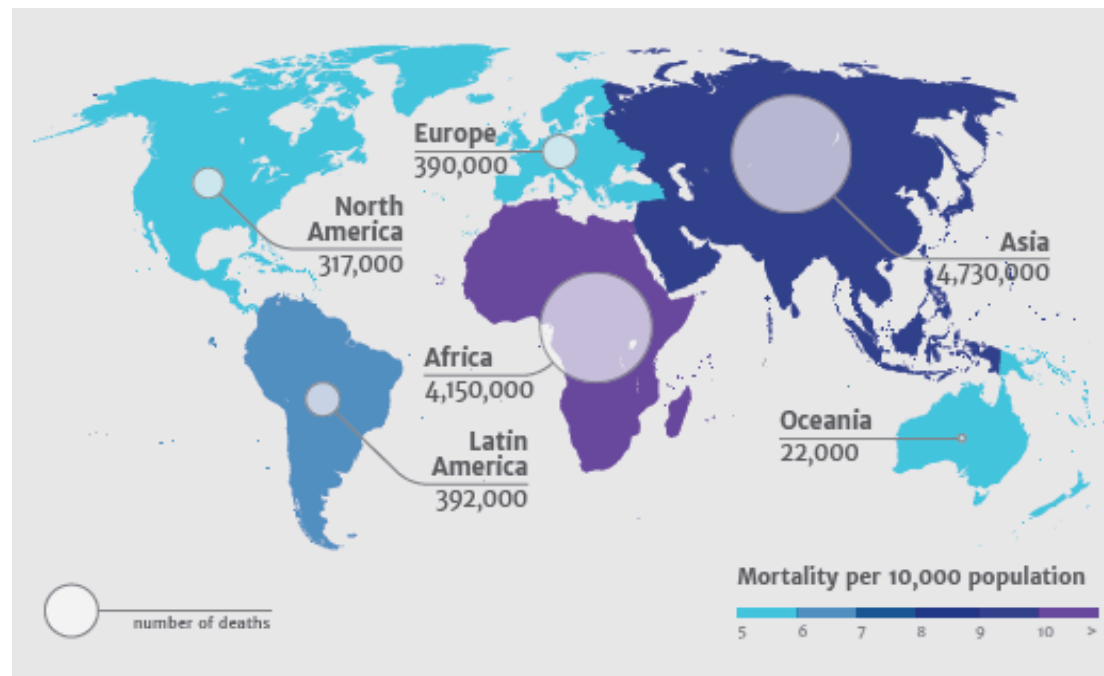 Europe
390,000
North
America
317,000
Asia
4,730,000
Africa
4,150,000
Oceania
22,000
Latin
America
392,000
Mortality per 10,000 population
number of deaths
5 6 7 8 9 10 >